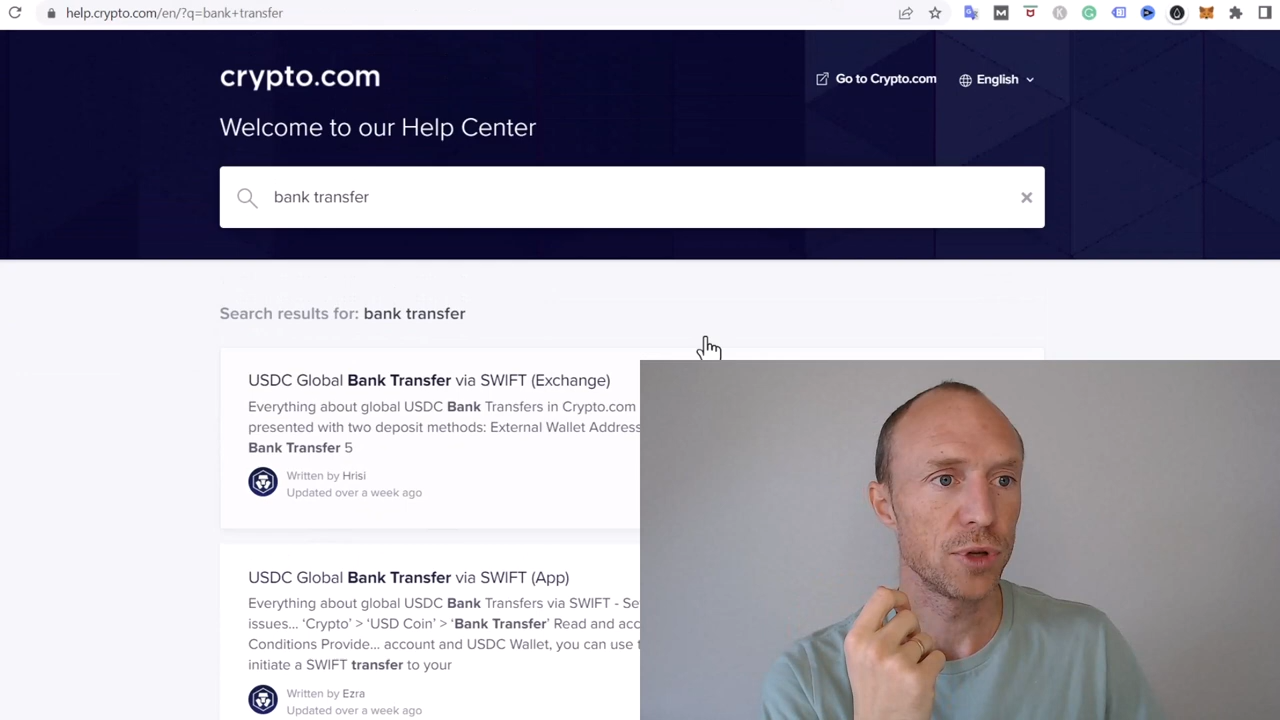 help.crypto.com/en/?q=bank+transfer
crypto.com
Go to Crypto.com
English
Welcome to our Help Center
bank transfer
Search results for: bank transfer
USDC Global Bank Transfer via SWIFT (Exchange)
Everything about global USDC Bank Transfers in Crypto.com
presented with two deposit methods: External Wallet Address
Bank Transfer 5
Written by Hrisi
Updated over a week ago
USDC Global Bank Transfer via SWIFT (App)
Everything about global USDC Bank Transfers via SWIFT - Se
issues... ‘Crypto’ > ‘USD Coin’ > ‘Bank Transfer’ Read and acc
Conditions Provide... account and USDC Wallet, you can use t
initiate a SWIFT transfer to your
Written by Ezra
Updated over a week ago